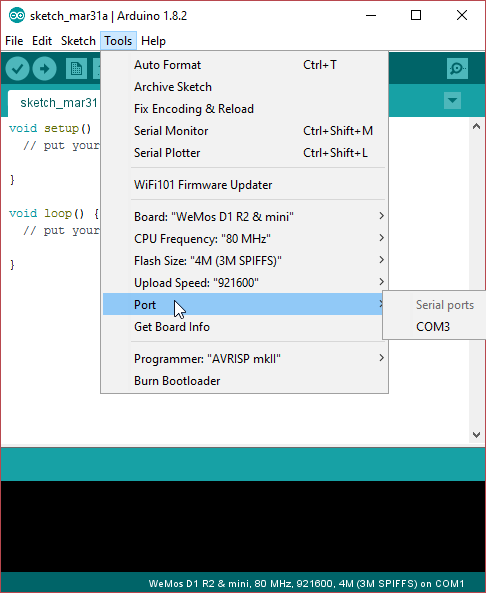 sketch_mar31a | Arduino 1.8.2
File Edit Sketch Tools Help
sketch_mar31
Auto Format Ctrl+T
Archive Sketch
Fix Encoding & Reload
Serial Monitor Ctrl+Shift+M
Serial Plotter Ctrl+Shift+L
WiFi101 Firmware Updater
Board: "WeMos D1 R2 & mini"
CPU Frequency: "80 MHz"
Flash Size: "4M (3M SPIFFS)"
Upload Speed: "921600"
Port
Get Board Info
Programmer: "AVRISP mkII"
Burn Bootloader
Serial ports
COM3
void setup()
// put your
}
void loop() {
// put your
}
WeMos D1 R2 & mini, 80 MHz, 921600, 4M (3M SPIFFS) on COM1